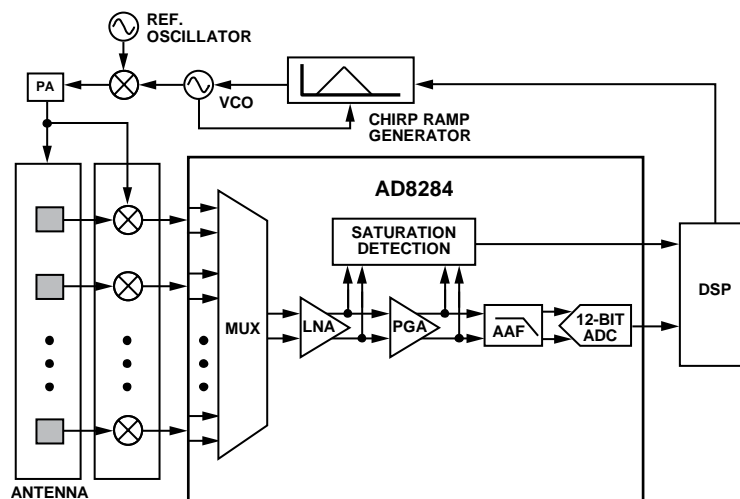 REF.
OSCILLATOR
PA
VCO
CHIRP RAMP
GENERATOR
AD8284
SATURATION
DETECTION
DSP
MUX
LNA
PGA
AAF
12-BIT
ADC
ANTENNA